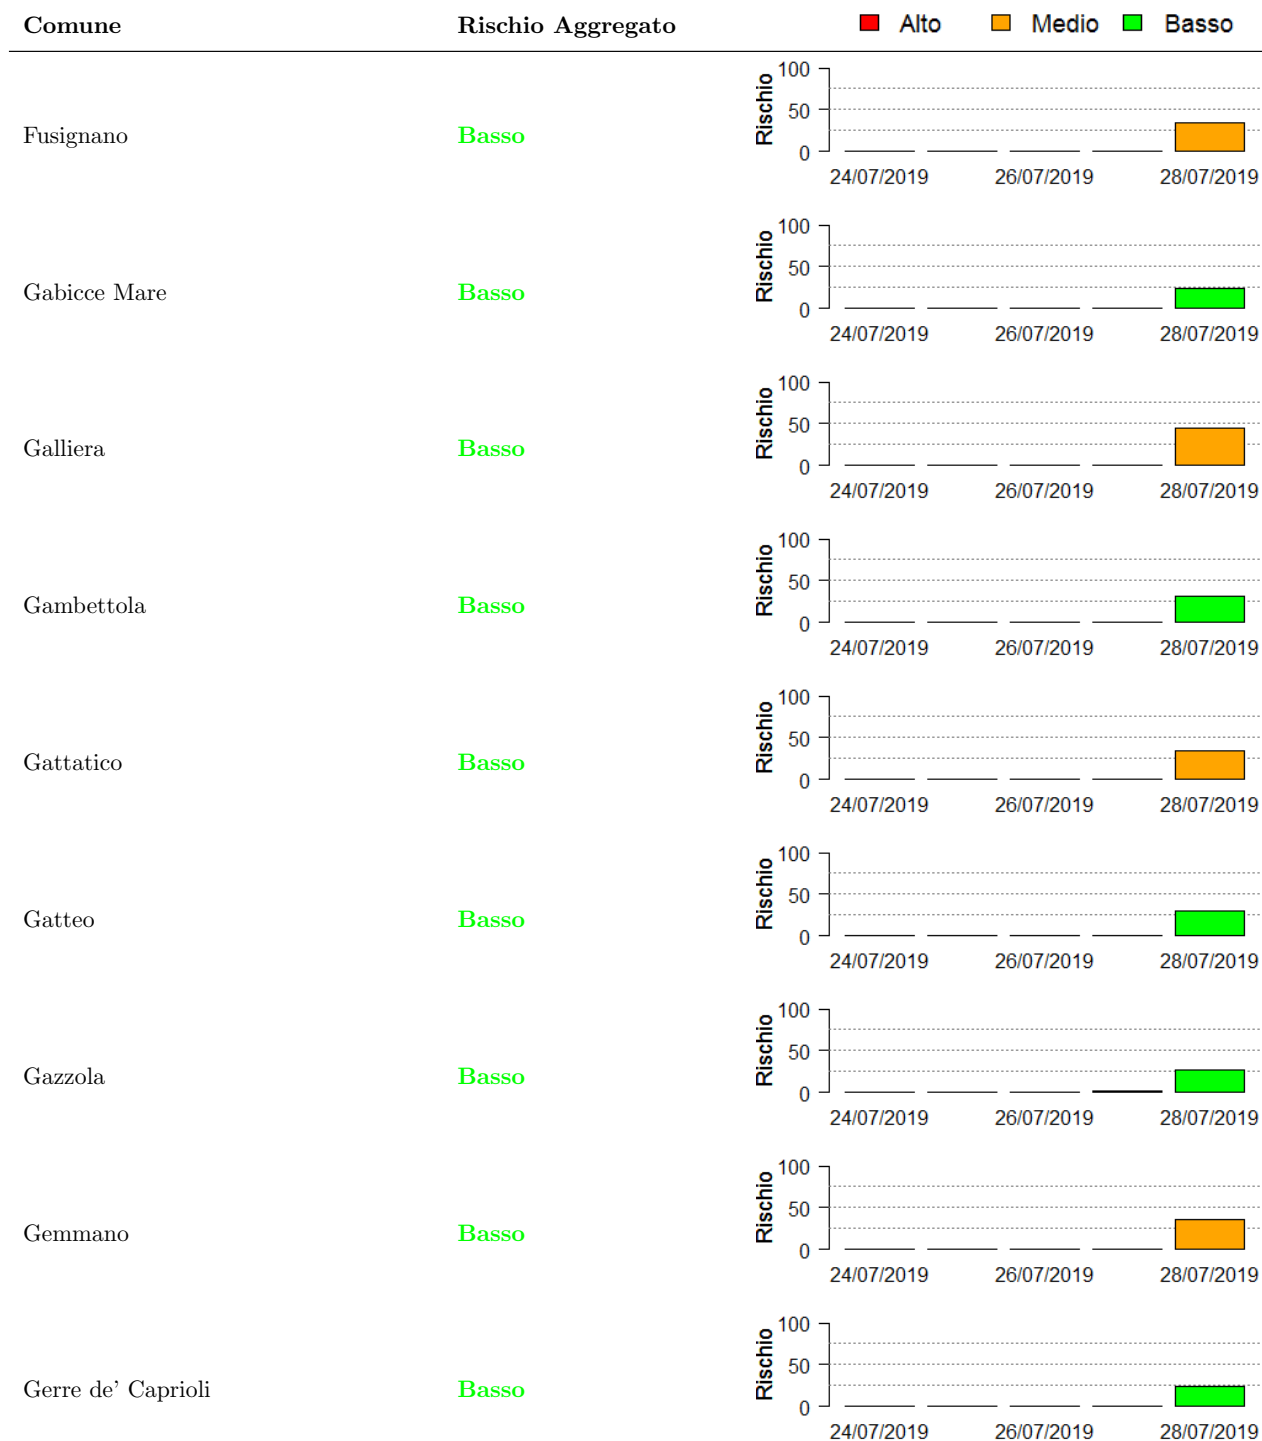 Comune Rischio Aggregato Alto Medio Basso
Fusignano Basso Rischio 100 50 0
24/07/2019 26/07/2019 28/07/2019
Gabicce Mare Basso Rischio 100 50 0
24/07/2019 26/07/2019 28/07/2019
Galliera Basso Rischio 100 50 0
24/07/2019 26/07/2019 28/07/2019
Gambettola Basso Rischio 100 50 0
24/07/2019 26/07/2019 28/07/2019
Gattatico Basso Rischio 100 50 0
24/07/2019 26/07/2019 28/07/2019
Gatteo Basso Rischio 100 50 0
24/07/2019 26/07/2019 28/07/2019
Gazzola Basso Rischio 100 50 0
24/07/2019 26/07/2019 28/07/2019
Gemmano Basso Rischio 100 50 0
24/07/2019 26/07/2019 28/07/2019
Gerre de' Caprioli Basso Rischio 100 50 0
24/07/2019 26/07/2019 28/07/2019